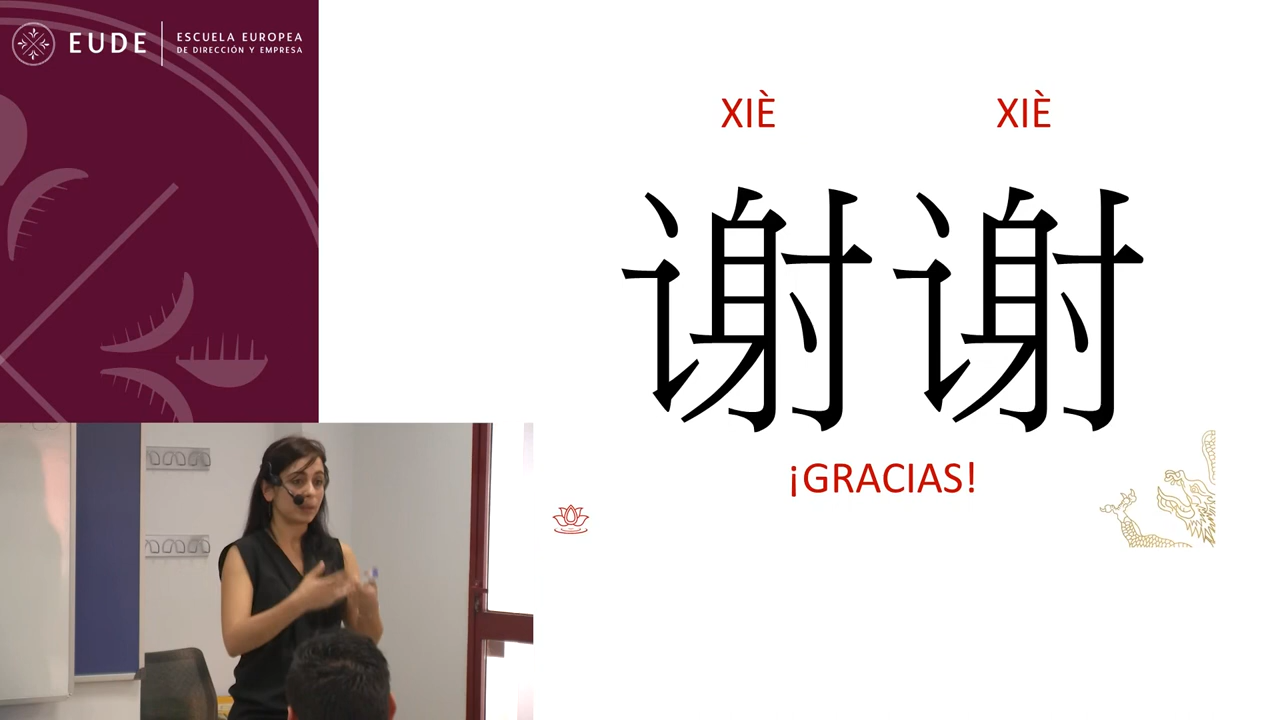 EUDE
ESCUELA EUROPEA
DE DIRECCIÓN Y EMPRESA
XIÈ XIÈ
谢谢
¡GRACIAS!